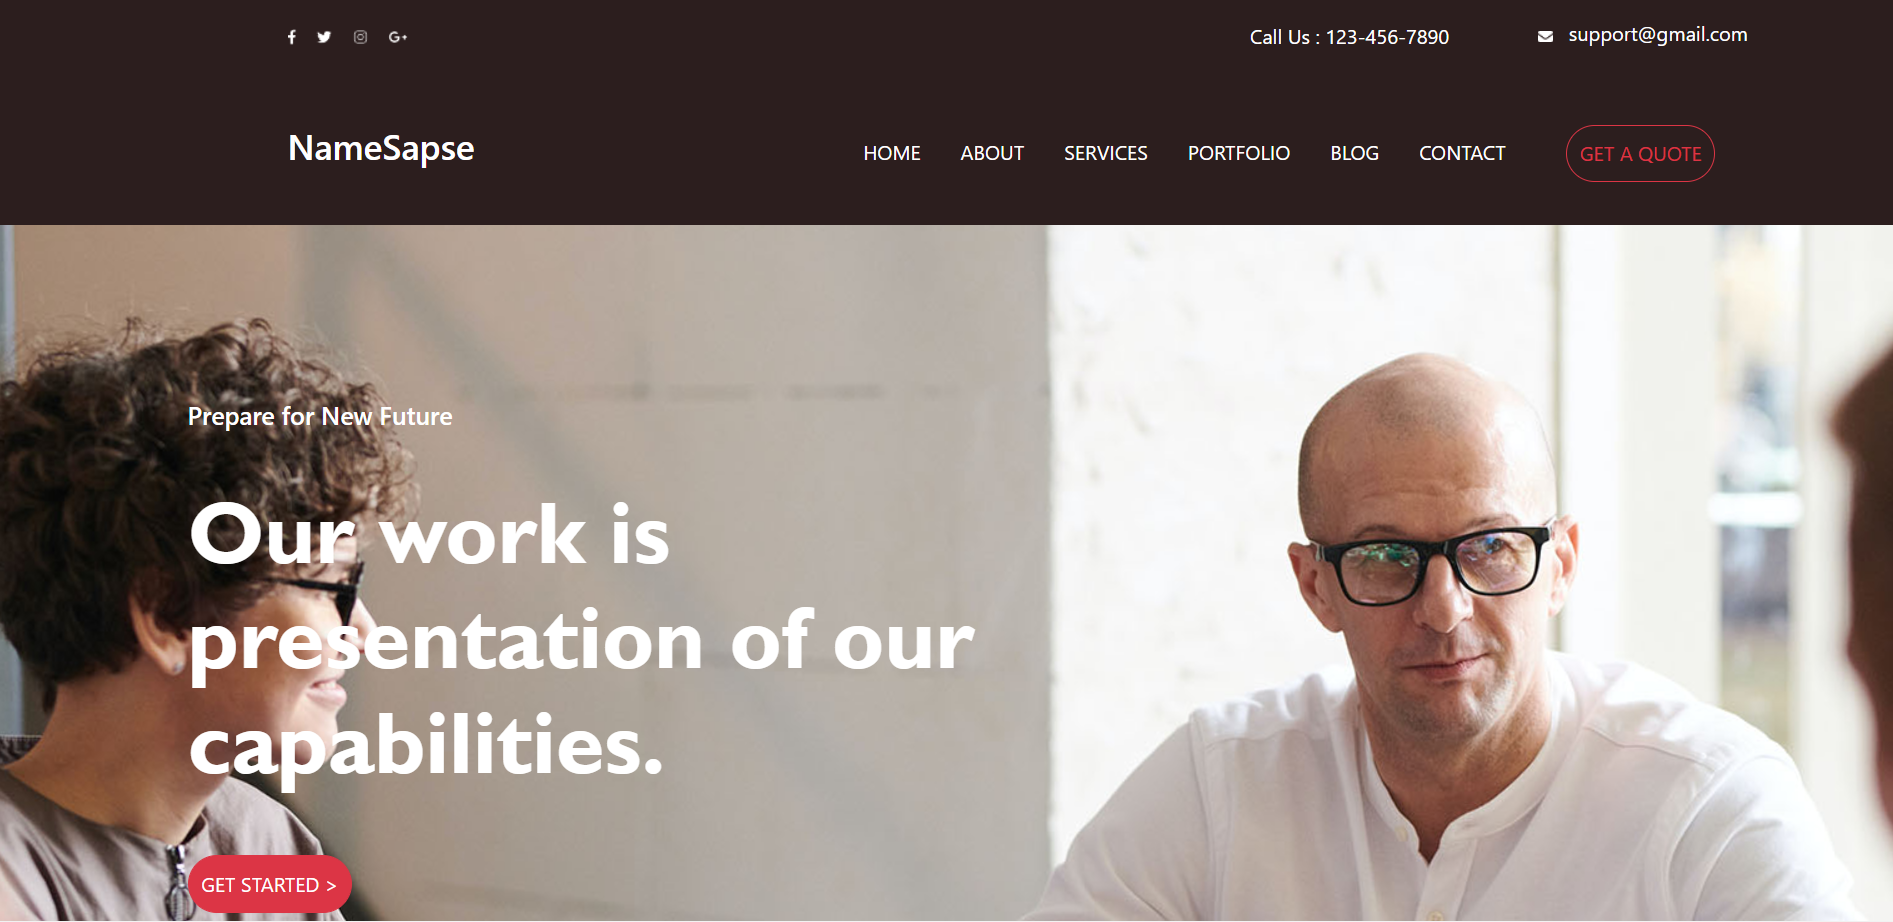 Call Us : 123-456-7890
support@gmail.com
NameSapse
HOME ABOUT SERVICES PORTFOLIO BLOG CONTACT GET A QUOTE
Prepare for New Future
Our work is
presentation of our
capabilities.
GET STARTED >